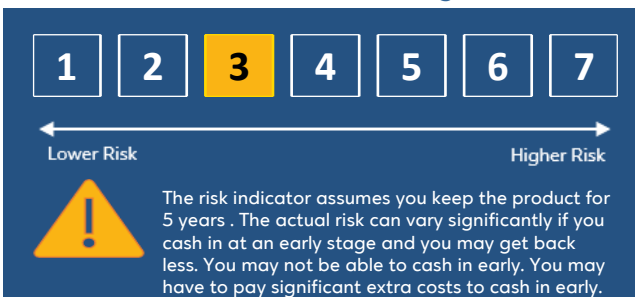 1 2 3 4 5 6 7
Lower Risk Higher Risk
!
The risk indicator assumes you keep the product for
5 years . The actual risk can vary significantly if you
cash in at an early stage and you may get back
less. You may not be able to cash in early. You may
have to pay significant extra costs to cash in early.